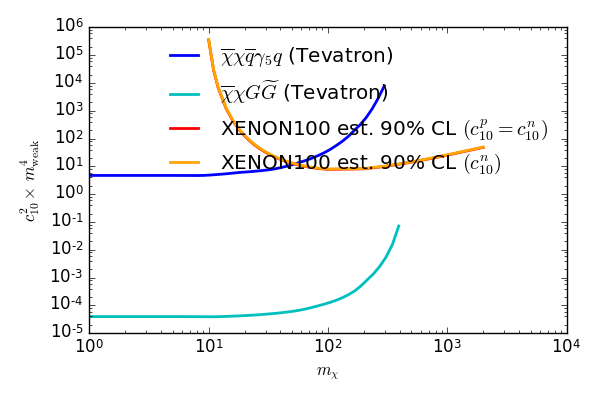 10⁶
10⁵
10⁴
10³
10²
10¹
10⁰
10⁻¹
10⁻²
10⁻³
10⁻⁴
10⁻⁵
c₁₀² × m⁴_weak
χ̅χq̅γ₅q (Tevatron)
χ̅χGG̃ (Tevatron)
XENON100 est. 90% CL (c₁₀ᵖ = c₁₀ⁿ)
XENON100 est. 90% CL (c₁₀ⁿ)
10⁰ 10¹ 10² 10³ 10⁴
m_χ